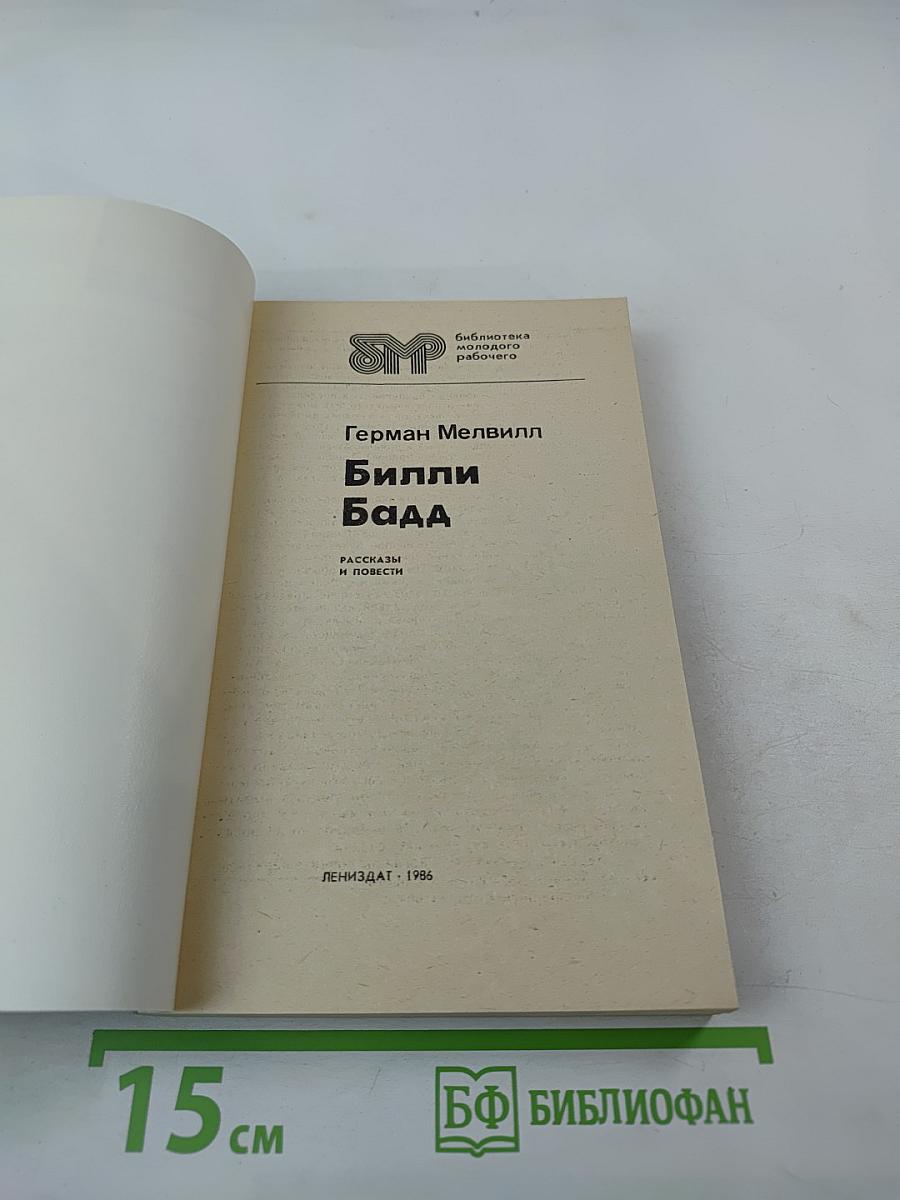 БМР
библиотека
молодого
рабочего
Герман Мелвилл
Билли
Бадд
РАССКАЗЫ
И ПОВЕСТИ
ЛЕНИЗДАТ · 1986
15 см
БФ БИБЛИОФАН